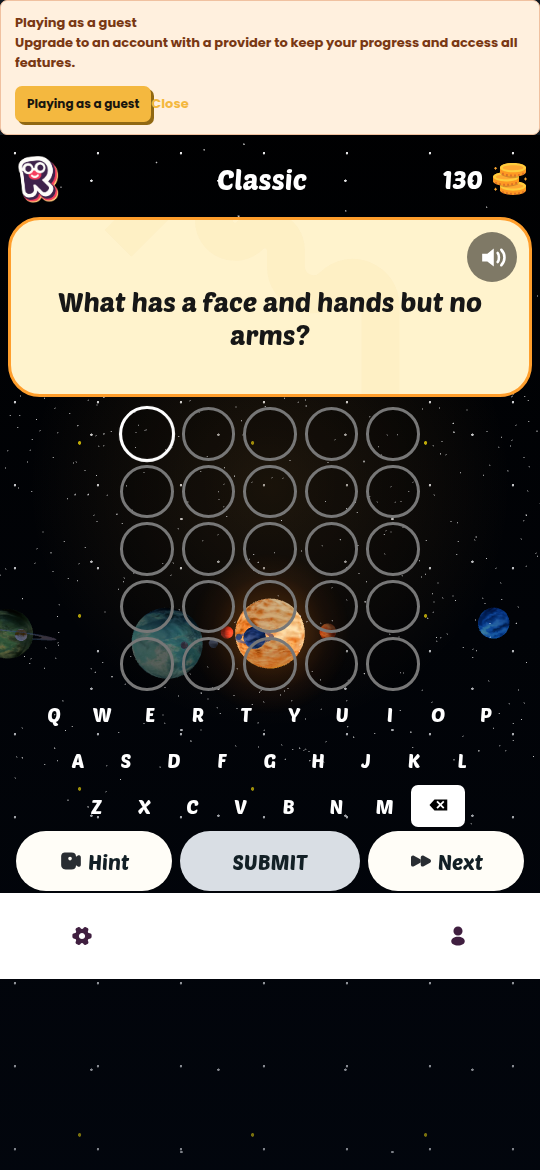 Playing as a guest
Upgrade to an account with a provider to keep your progress and access all
features.
Playing as a guest Close
R Classic 130
What has a face and hands but no
arms?
Q W E R T Y U I O P
A S D F G H J K L
Z X C V B N M
Hint SUBMIT Next